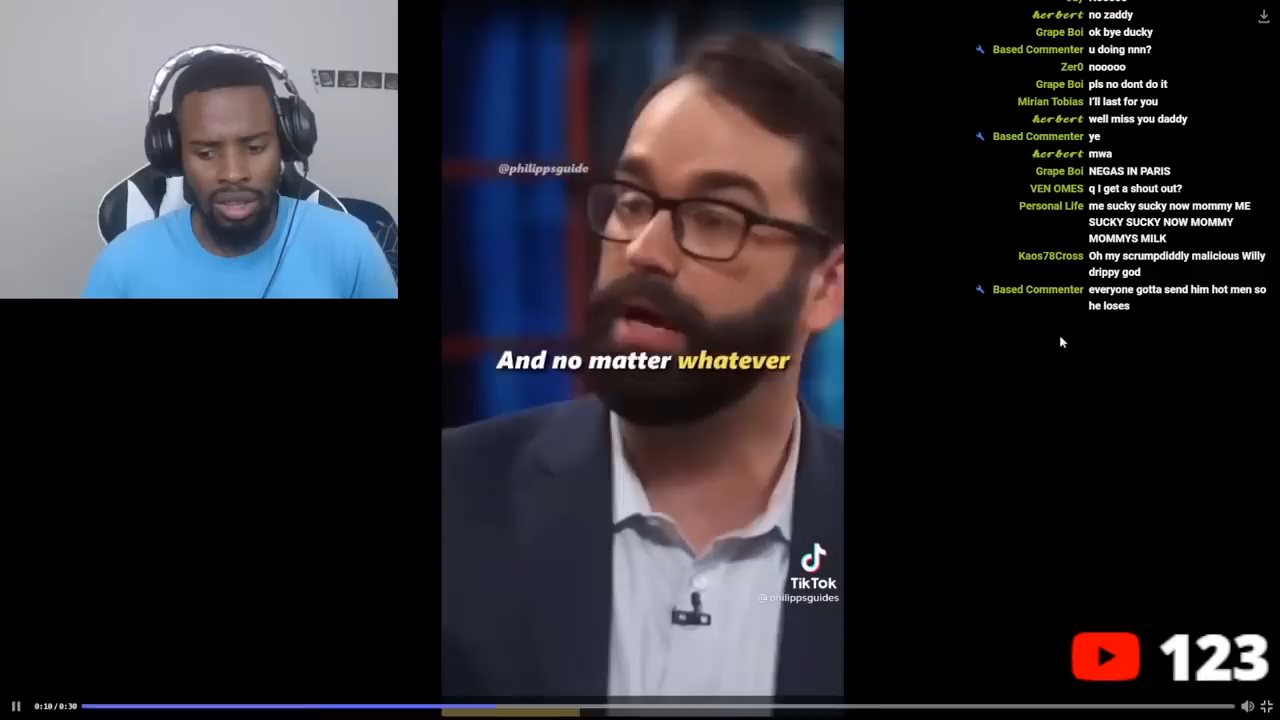 herbert no zaddy
Grape Boi ok bye ducky
Based Commenter u doing nnn?
Zer0 nooooo
Grape Boi pls no dont do it
Mirian Tobias I'll last for you
herbert well miss you daddy
Based Commenter ye
herbert mwa
Grape Boi NEGAS IN PARIS
VEN OMES q I get a shout out?
Personal Life me sucky sucky now mommy ME
SUCKY SUCKY NOW MOMMY
MOMMYS MILK
Kaos78Cross Oh my scrumpdiddly malicious Willy
drippy god
Based Commenter everyone gotta send him hot men so
he loses
@philippsguide
And no matter whatever
TikTok
@philippsguides
123
0:10 / 0:30